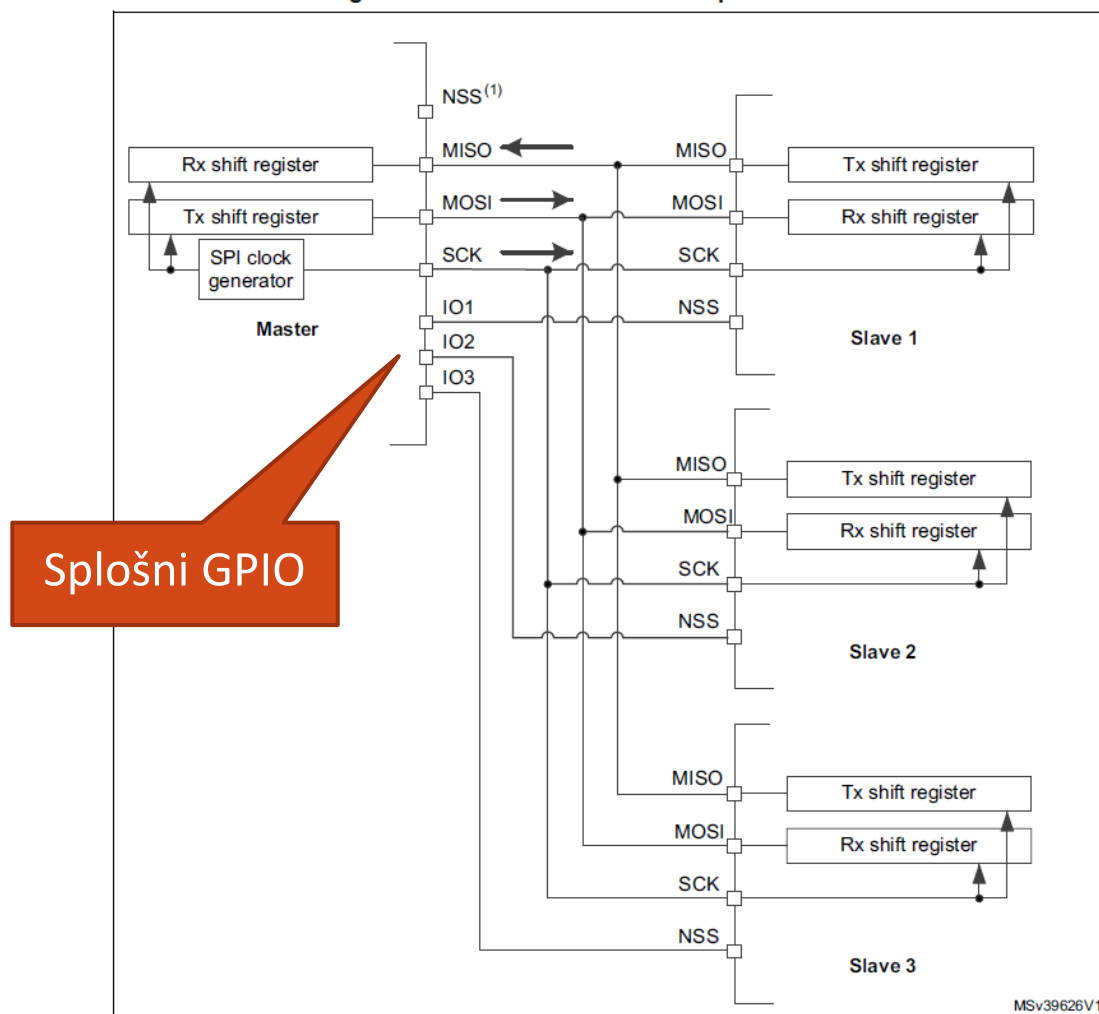 NSS(1)
Rx shift register
MISO
MISO
Tx shift register
Tx shift register
MOSI
MOSI
Rx shift register
SPI clock
generator
SCK
SCK
Master
IO1
NSS
Slave 1
IO2
IO3
MISO
Tx shift register
MOSI
Rx shift register
Splošni GPIO
SCK
NSS
Slave 2
MISO
Tx shift register
MOSI
Rx shift register
SCK
NSS
Slave 3
MSv39626V1